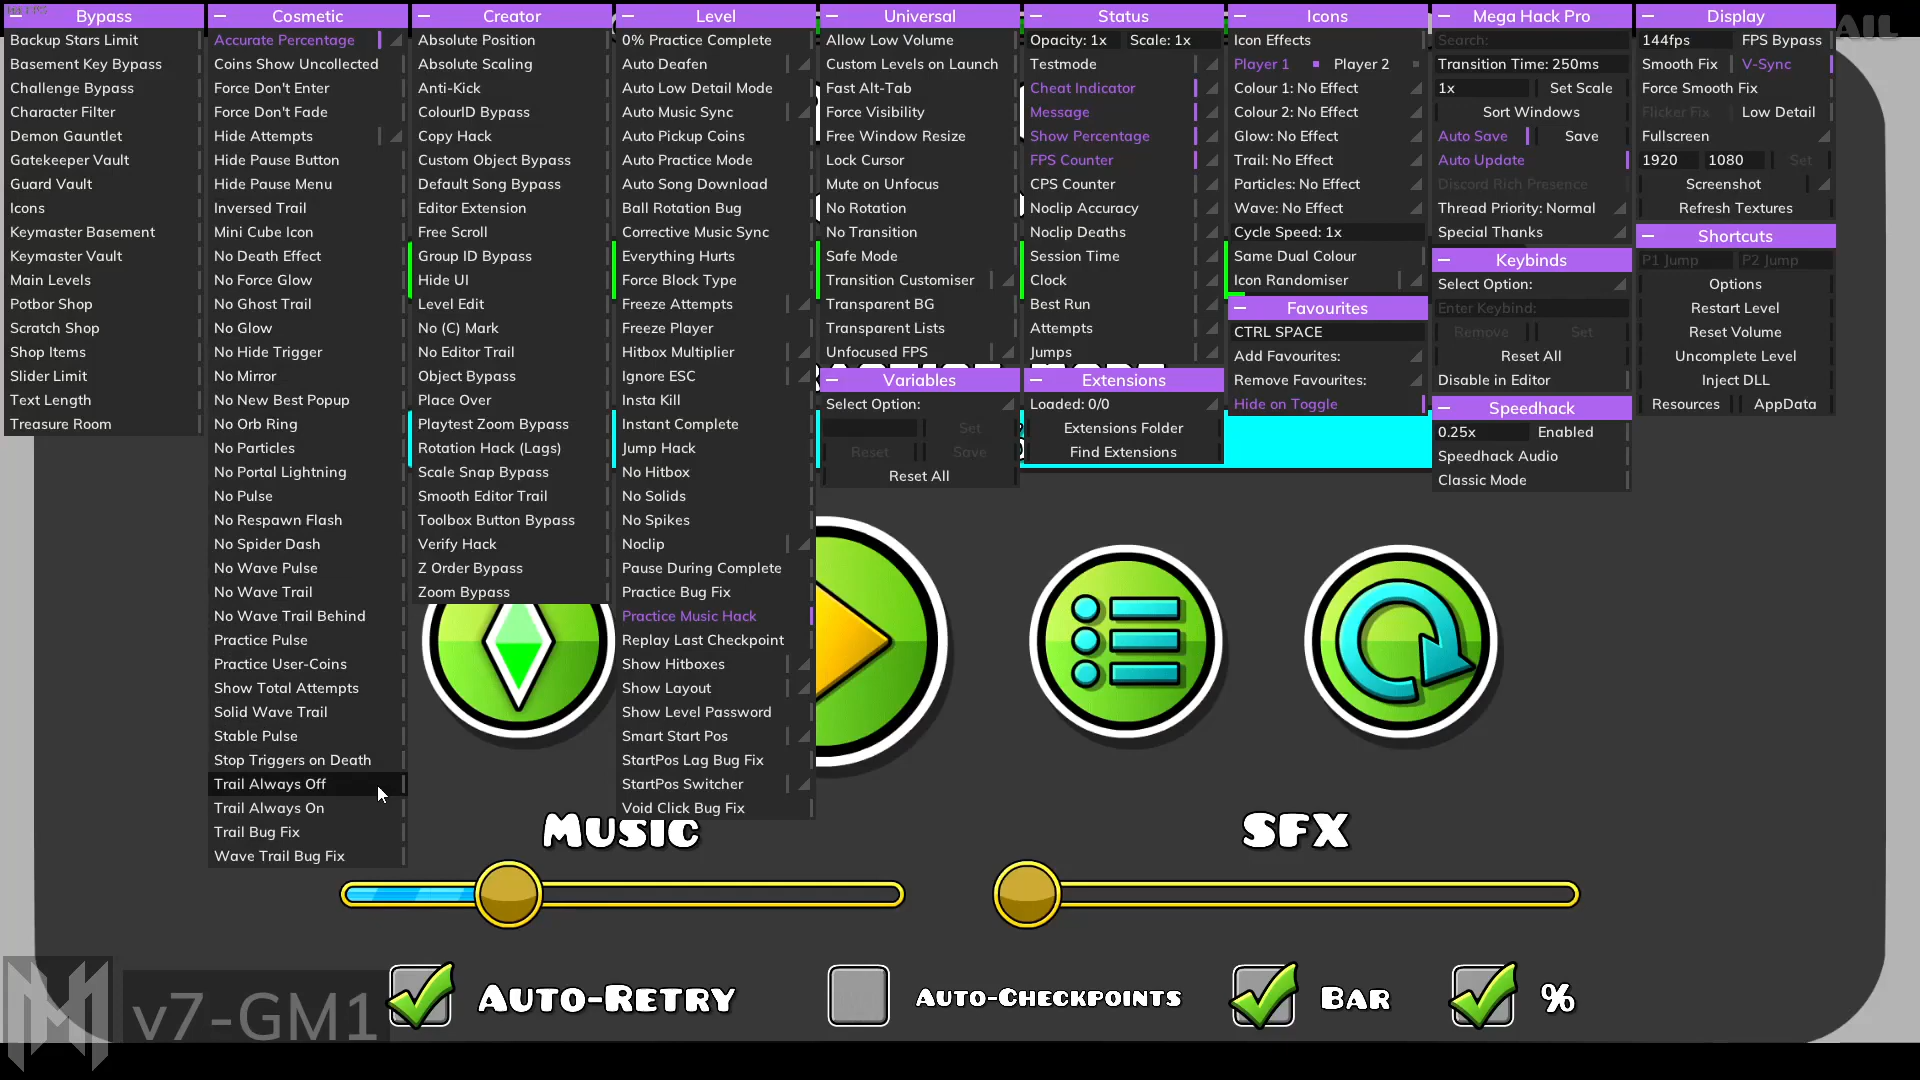 Bypass
Backup Stars Limit
Basement Key Bypass
Challenge Bypass
Character Filter
Demon Gauntlet
Gatekeeper Vault
Guard Vault
Icons
Keymaster Basement
Keymaster Vault
Main Levels
Potbor Shop
Scratch Shop
Shop Items
Slider Limit
Text Length
Treasure Room
Cosmetic
Accurate Percentage
Coins Show Uncollected
Force Don't Enter
Force Don't Fade
Hide Attempts
Hide Pause Button
Hide Pause Menu
Inversed Trail
Mini Cube Icon
No Death Effect
No Force Glow
No Ghost Trail
No Glow
No Hide Trigger
No Mirror
No New Best Popup
No Orb Ring
No Particles
No Portal Lightning
No Pulse
No Respawn Flash
No Spider Dash
No Wave Pulse
No Wave Trail
No Wave Trail Behind
Practice Pulse
Practice User-Coins
Show Total Attempts
Solid Wave Trail
Stable Pulse
Stop Triggers on Death
Trail Always Off
Trail Always On
Trail Bug Fix
Wave Trail Bug Fix
Creator
Absolute Position
Absolute Scaling
Anti-Kick
ColourID Bypass
Copy Hack
Custom Object Bypass
Default Song Bypass
Editor Extension
Free Scroll
Group ID Bypass
Hide UI
Level Edit
No (C) Mark
No Editor Trail
Object Bypass
Place Over
Playtest Zoom Bypass
Rotation Hack (Lags)
Scale Snap Bypass
Smooth Editor Trail
Toolbox Button Bypass
Verify Hack
Z Order Bypass
Zoom Bypass
Level
0% Practice Complete
Auto Deafen
Auto Low Detail Mode
Auto Music Sync
Auto Pickup Coins
Auto Practice Mode
Auto Song Download
Ball Rotation Bug
Corrective Music Sync
Everything Hurts
Force Block Type
Freeze Attempts
Freeze Player
Hitbox Multiplier
Ignore ESC
Insta Kill
Instant Complete
Jump Hack
No Hitbox
No Solids
No Spikes
Noclip
Pause During Complete
Practice Bug Fix
Practice Music Hack
Replay Last Checkpoint
Show Hitboxes
Show Layout
Show Level Password
Smart Start Pos
StartPos Lag Bug Fix
StartPos Switcher
Void Click Bug Fix
Universal
Allow Low Volume
Custom Levels on Launch
Fast Alt-Tab
Force Visibility
Free Window Resize
Lock Cursor
Mute on Unfocus
No Rotation
No Transition
Safe Mode
Transition Customiser
Transparent BG
Transparent Lists
Unfocused FPS
Variables
Select Option:
Set
Reset Save
Reset All
Status
Opacity: 1x Scale: 1x
Testmode
Cheat Indicator
Message
Show Percentage
FPS Counter
CPS Counter
Noclip Accuracy
Noclip Deaths
Session Time
Clock
Best Run
Attempts
Jumps
Extensions
Loaded: 0/0
Extensions Folder
Find Extensions
Icons
Icon Effects
Player 1 Player 2
Colour 1: No Effect
Colour 2: No Effect
Glow: No Effect
Trail: No Effect
Particles: No Effect
Wave: No Effect
Cycle Speed: 1x
Same Dual Colour
Icon Randomiser
Favourites
CTRL SPACE
Add Favourites:
Remove Favourites:
Hide on Toggle
Mega Hack Pro
Search:
Transition Time: 250ms
1x Set Scale
Sort Windows
Auto Save Save
Auto Update
Discord Rich Presence
Thread Priority: Normal
Special Thanks
Keybinds
Select Option:
Enter Keybind:
Remove Set
Reset All
Disable in Editor
Speedhack
0.25x Enabled
Speedhack Audio
Classic Mode
Display
144fps FPS Bypass
Smooth Fix V-Sync
Force Smooth Fix
Flicker Fix Low Detail
Fullscreen
1920 1080 Set
Screenshot
Refresh Textures
Shortcuts
P1 Jump P2 Jump
Options
Restart Level
Reset Volume
Uncomplete Level
Inject DLL
Resources AppData
Music
SFX
v7-GM1
Auto-Retry
Auto-Checkpoints
Bar
%